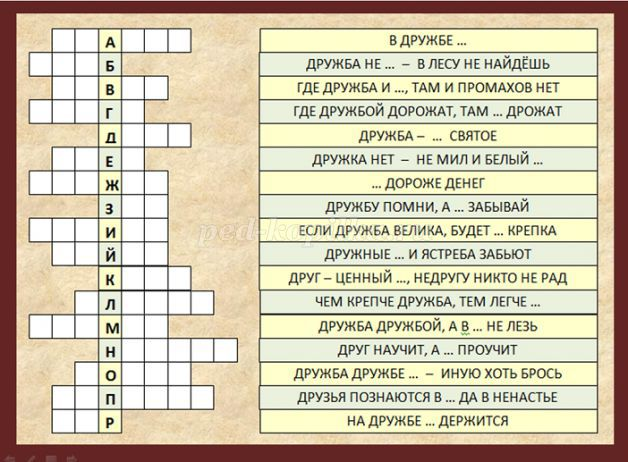 А В ДРУЖБЕ …
Б ДРУЖБА НЕ … – В ЛЕСУ НЕ НАЙДЁШЬ
В ГДЕ ДРУЖБА И …, ТАМ И ПРОМАХОВ НЕТ
Г ГДЕ ДРУЖБОЙ ДОРОЖАТ, ТАМ … ДРОЖАТ
Д ДРУЖБА – … СВЯТОЕ
Е ДРУЖКА НЕТ – НЕ МИЛ И БЕЛЫЙ …
Ж … ДОРОЖЕ ДЕНЕГ
З ДРУЖБУ ПОМНИ, А … ЗАБЫВАЙ
И ЕСЛИ ДРУЖБА ВЕЛИКА, БУДЕТ … КРЕПКА
Й ДРУЖНЫЕ … И ЯСТРЕБА ЗАБЬЮТ
К ДРУГ – ЦЕННЫЙ …, НЕДРУГУ НИКТО НЕ РАД
Л ЧЕМ КРЕПЧЕ ДРУЖБА, ТЕМ ЛЕГЧЕ …
М ДРУЖБА ДРУЖБОЙ, А В … НЕ ЛЕЗЬ
Н ДРУГ НАУЧИТ, А … ПРОУЧИТ
О ДРУЖБА ДРУЖБЕ … – ИНУЮ ХОТЬ БРОСЬ
П ДРУЗЬЯ ПОЗНАЮТСЯ В … ДА В НЕНАСТЬЕ
Р НА ДРУЖБЕ … ДЕРЖИТСЯ